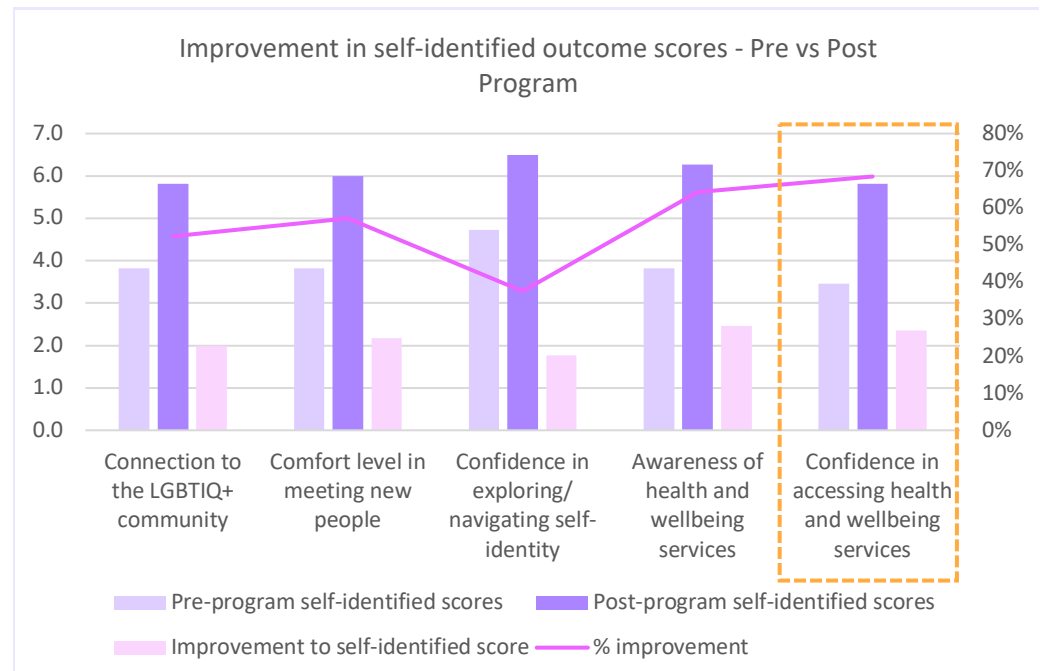 Improvement in self-identified outcome scores - Pre vs Post
Program
7.0
6.0
5.0
4.0
3.0
2.0
1.0
0.0
80%
70%
60%
50%
40%
30%
20%
10%
0%
Connection to
the LGBTIQ+
community
Comfort level in
meeting new
people
Confidence in
exploring/
navigating self-
identity
Awareness of
health and
wellbeing
services
Confidence in
accessing health
and wellbeing
services
Pre-program self-identified scores
Post-program self-identified scores
Improvement to self-identified score
% improvement